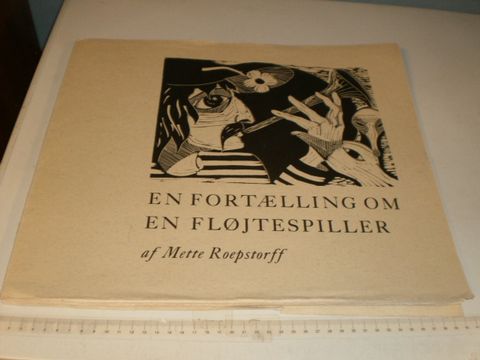 EN FORTÆLLING OM
EN FLØJTESPILLER
af Mette Roepstorff